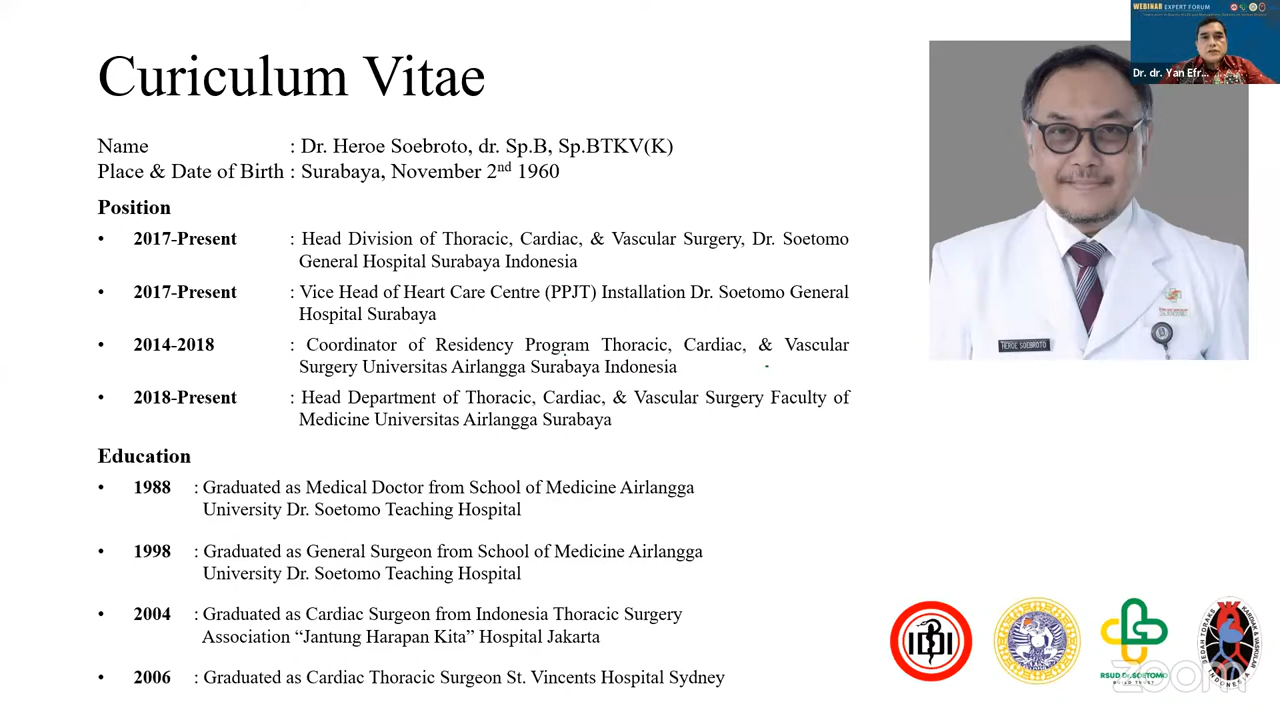 WEBINAR EXPERT FORUM
Dr. dr. Yan Efr...
Curiculum Vitae
Name : Dr. Heroe Soebroto, dr. Sp.B, Sp.BTKV(K)
Place & Date of Birth : Surabaya, November 2nd 1960
Position
• 2017-Present : Head Division of Thoracic, Cardiac, & Vascular Surgery, Dr. Soetomo
General Hospital Surabaya Indonesia
• 2017-Present : Vice Head of Heart Care Centre (PPJT) Installation Dr. Soetomo General
Hospital Surabaya
• 2014-2018 : Coordinator of Residency Program Thoracic, Cardiac, & Vascular
Surgery Universitas Airlangga Surabaya Indonesia
• 2018-Present : Head Department of Thoracic, Cardiac, & Vascular Surgery Faculty of
Medicine Universitas Airlangga Surabaya
Education
• 1988 : Graduated as Medical Doctor from School of Medicine Airlangga
University Dr. Soetomo Teaching Hospital
• 1998 : Graduated as General Surgeon from School of Medicine Airlangga
University Dr. Soetomo Teaching Hospital
• 2004 : Graduated as Cardiac Surgeon from Indonesia Thoracic Surgery
Association “Jantung Harapan Kita” Hospital Jakarta
• 2006 : Graduated as Cardiac Thoracic Surgeon St. Vincents Hospital Sydney
HEROE SOEBROTO
IDI
RSUD Dr. SOETOMO
BUILD TRUST
BEDAH TORAKS KARDIAK & VASKULAR
INDONESIA
zoom